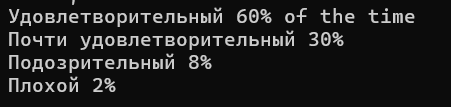 Удовлетворительный 60% of the time
Почти удовлетворительный 30%
Подозрительный 8%
Плохой 2%